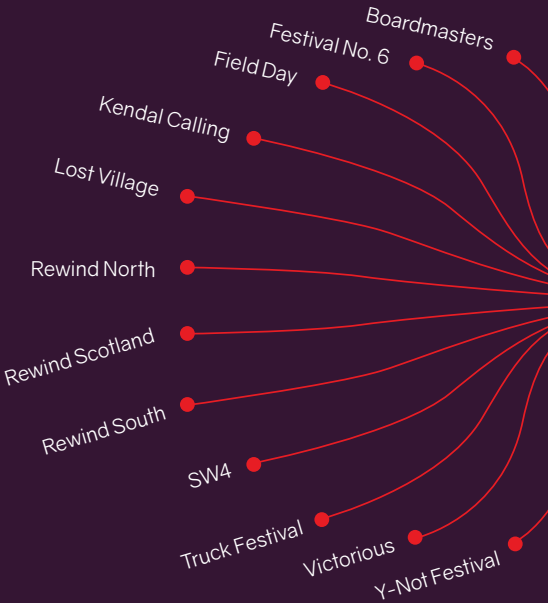 Boardmasters
Festival No. 6
Field Day
Kendal Calling
Lost Village
Rewind North
Rewind Scotland
Rewind South
SW4
Truck Festival
Victorious
Y-Not Festival